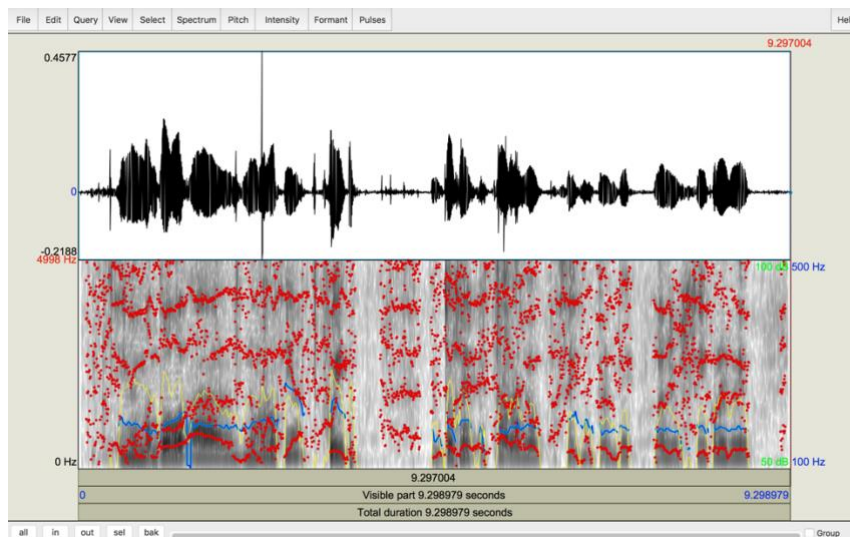 File Edit Query View Select Spectrum Pitch Intensity Formant Pulses
9.297004
0.4577
0
-0.2188
4998 Hz
100 dB 500 Hz
0 Hz
50 dB 100 Hz
9.297004
0 Visible part 9.298979 seconds 9.298979
Total duration 9.298979 seconds
all in out sel bak Group